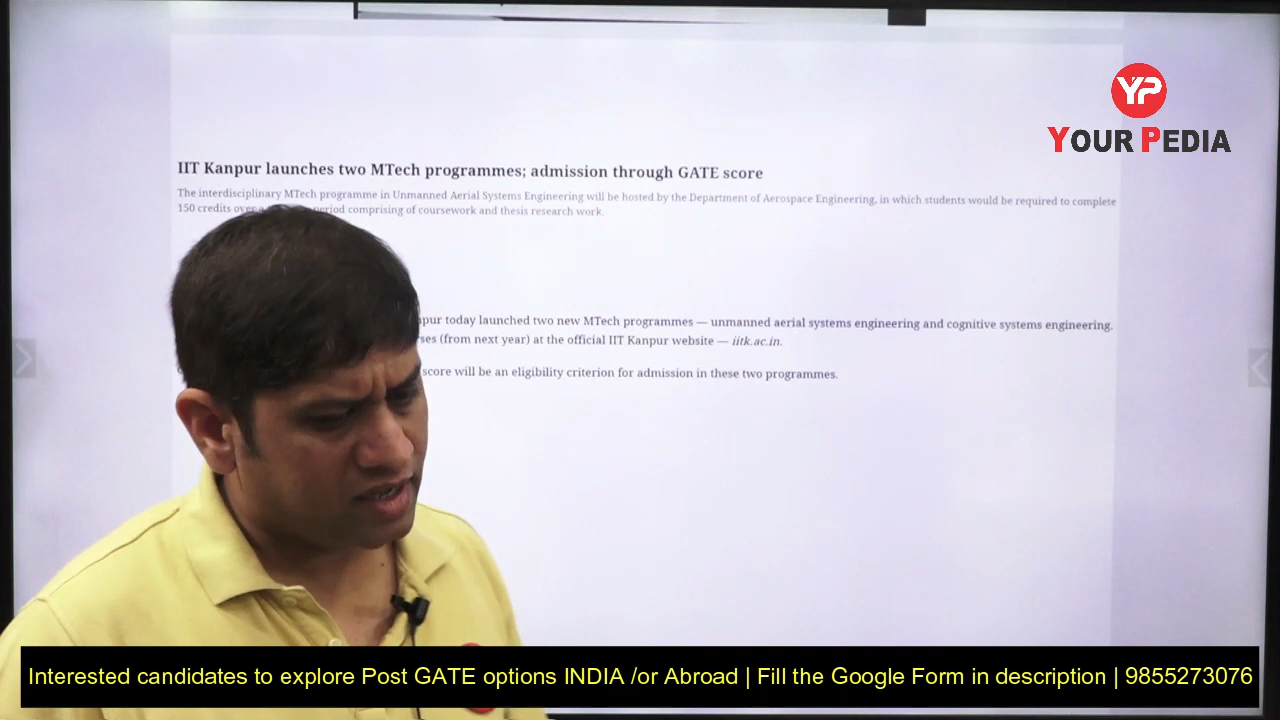 YP
YOUR PEDIA
IIT Kanpur launches two MTech programmes; admission through GATE score
The interdisciplinary MTech programme in Unmanned Aerial Systems Engineering will be hosted by the Department of Aerospace Engineering, in which students would be required to complete
150 credits over a period comprising of coursework and thesis research work.
today launched two new MTech programmes — unmanned aerial systems engineering and cognitive systems engineering.
(from next year) at the official IIT Kanpur website — iitk.ac.in.
score will be an eligibility criterion for admission in these two programmes.
Interested candidates to explore Post GATE options INDIA /or Abroad | Fill the Google Form in description | 9855273076